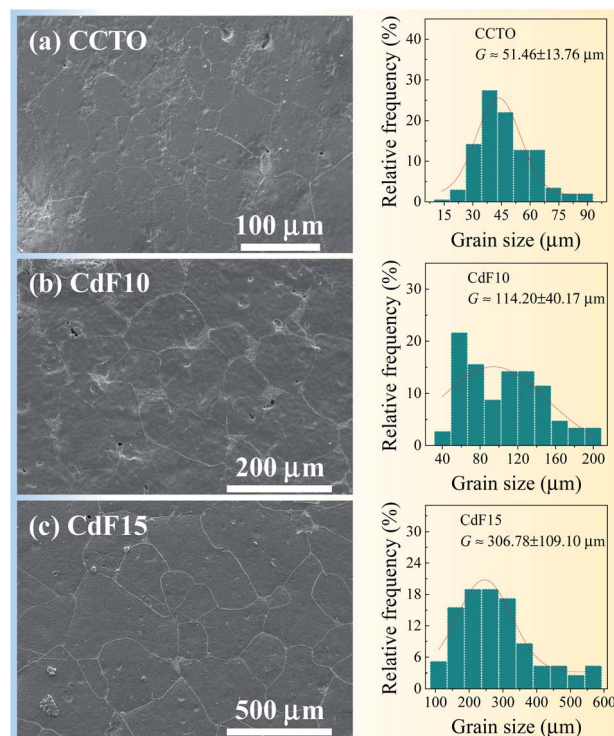 (a) CCTO
100 μm
Relative frequency (%)
40
30
20
10
0
CCTO
G ≈ 51.46±13.76 μm
15 30 45 60 75 90
Grain size (μm)
(b) CdF10
200 μm
Relative frequency (%)
30
20
10
0
CdF10
G ≈ 114.20±40.17 μm
40 80 120 160 200
Grain size (μm)
(c) CdF15
500 μm
Relative frequency (%)
30
24
18
12
6
0
CdF15
G ≈ 306.78±109.10 μm
100 200 300 400 500 600
Grain size (μm)